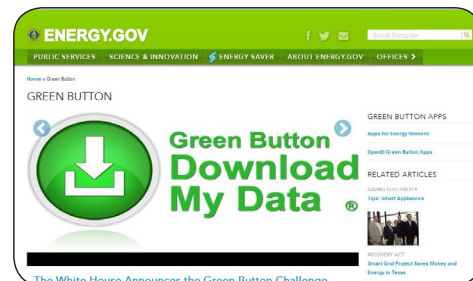 ENERGY.GOV
Search Energy.gov
PUBLIC SERVICES SCIENCE & INNOVATION ENERGY SAVER ABOUT ENERGY.GOV OFFICES >
Home » Green Button
GREEN BUTTON
Green Button
Download
My Data ®
The White House Announces the Green Button Challenge
GREEN BUTTON APPS
Apps for Energy Winners
OpenEI Green Button Apps
RELATED ARTICLES
SAVING ELECTRICITY
Tips: Smart Appliances
RECOVERY ACT
Smart Grid Project Saves Money and
Energy in Texas